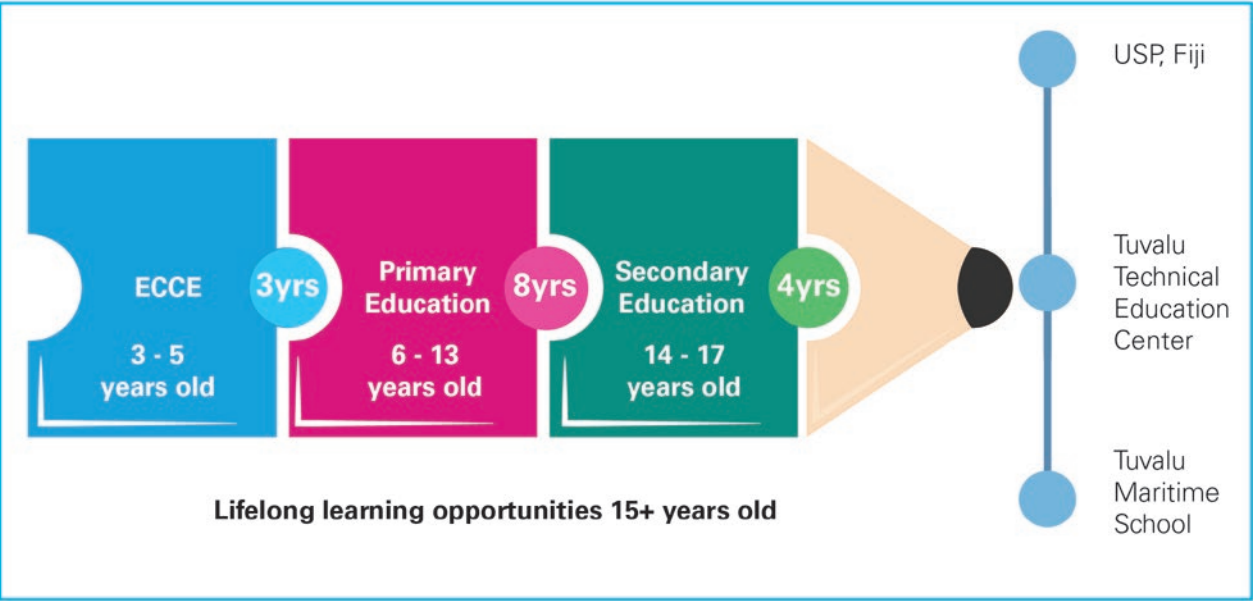 ECCE
3 - 5
years old
3yrs
Primary
Education
6 - 13
years old
8yrs
Secondary
Education
14 - 17
years old
4yrs
USP, Fiji
Tuvalu
Technical
Education
Center
Tuvalu
Maritime
School
Lifelong learning opportunities 15+ years old